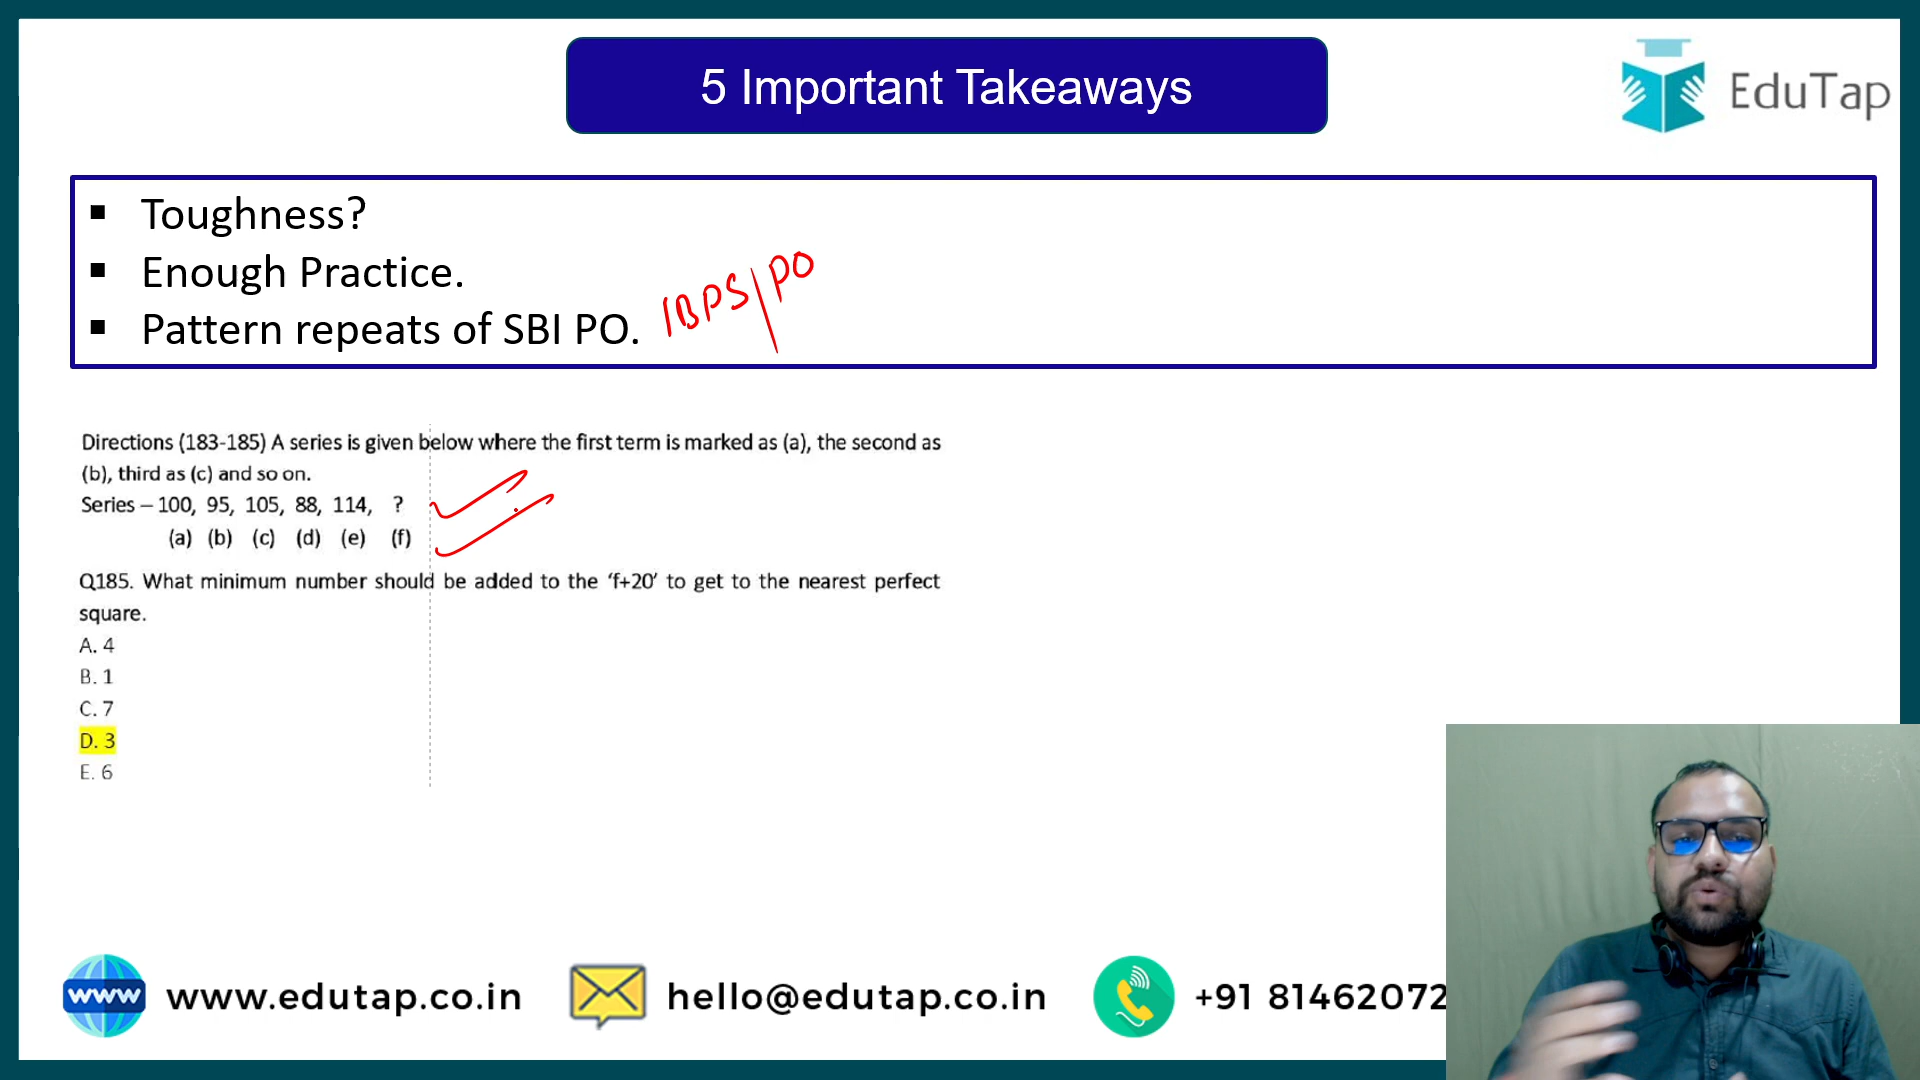 5 Important Takeaways
EduTap
▪ Toughness?
▪ Enough Practice.
▪ Pattern repeats of SBI PO.
IBPS/PO
Directions (183-185) A series is given below where the first term is marked as (a), the second as
(b), third as (c) and so on.
Series – 100, 95, 105, 88, 114, ?
(a) (b) (c) (d) (e) (f)
Q185. What minimum number should be added to the ‘f+20’ to get to the nearest perfect
square.
A. 4
B. 1
C. 7
D. 3
E. 6
www www.edutap.co.in hello@edutap.co.in +91 81462072